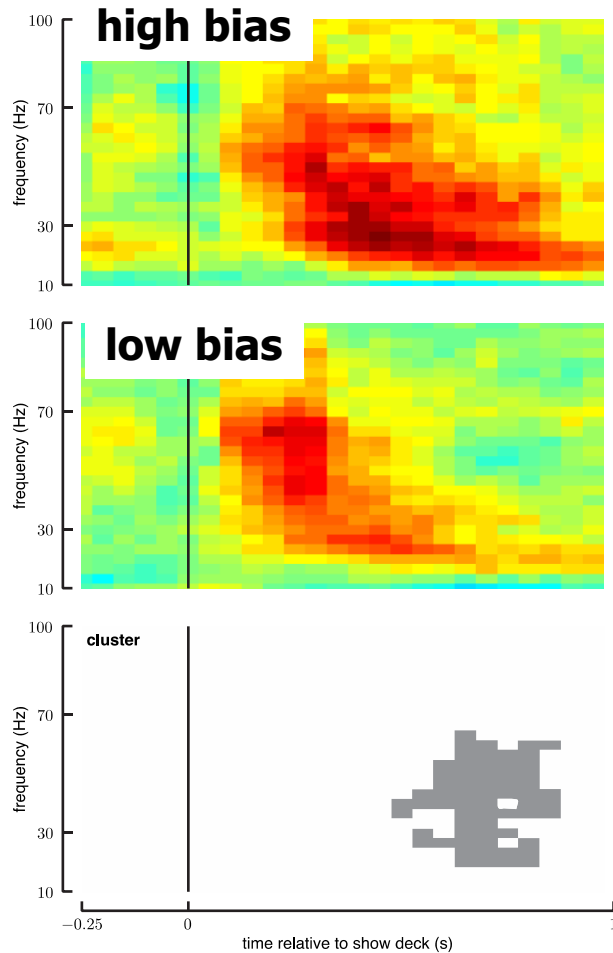 high bias
100
70
30
10
frequency (Hz)
low bias
100
70
30
10
frequency (Hz)
cluster
100
70
30
10
frequency (Hz)
−0.25
0
time relative to show deck (s)